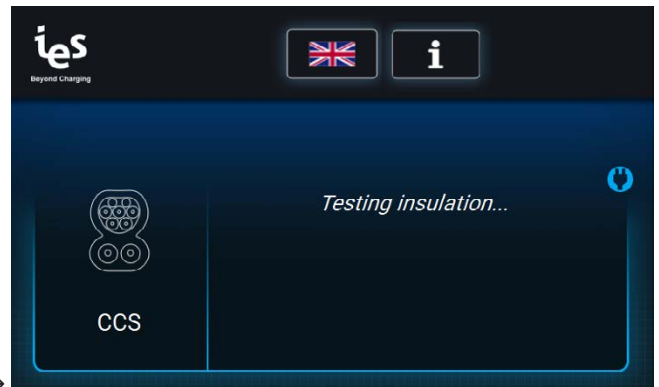 ies
Beyond Charging
i
Testing insulation...
CCS